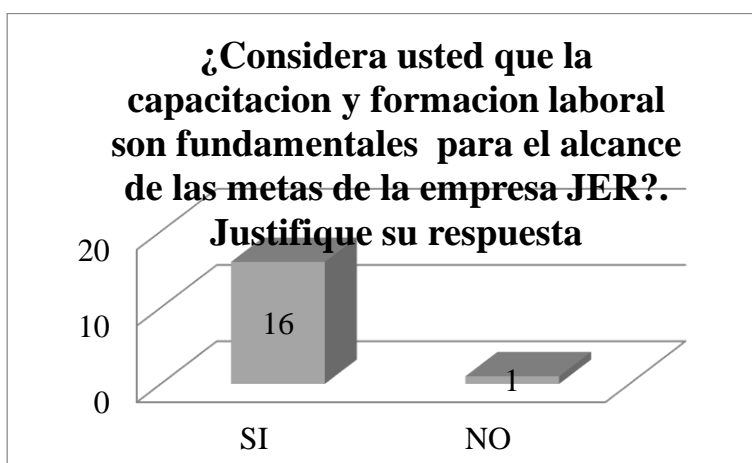 ¿Considera usted que la
capacitacion y formacion laboral
son fundamentales  para el alcance
de las metas de la empresa JER?.
Justifique su respuesta
20
10
0
16
1
SI
NO